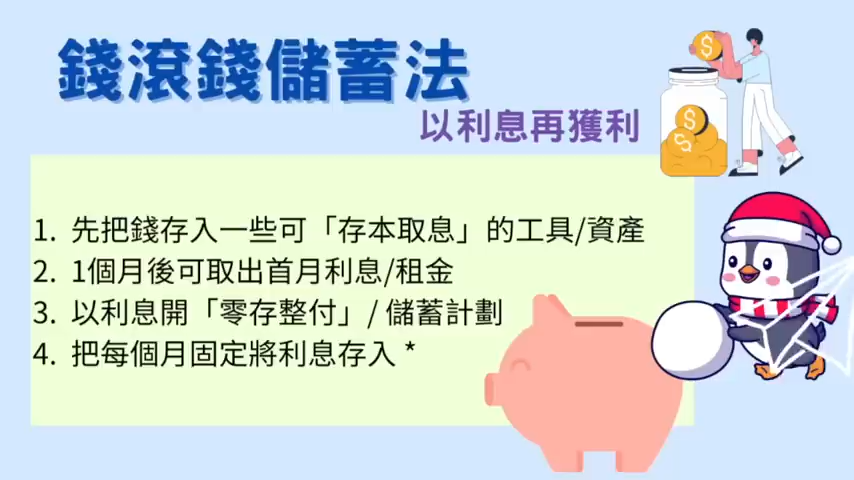 錢滾錢儲蓄法
以利息再獲利
1. 先把錢存入一些可「存本取息」的工具/資產
2. 1個月後可取出首月利息/租金
3. 以利息開「零存整付」/ 儲蓄計劃
4. 把每個月固定將利息存入 *